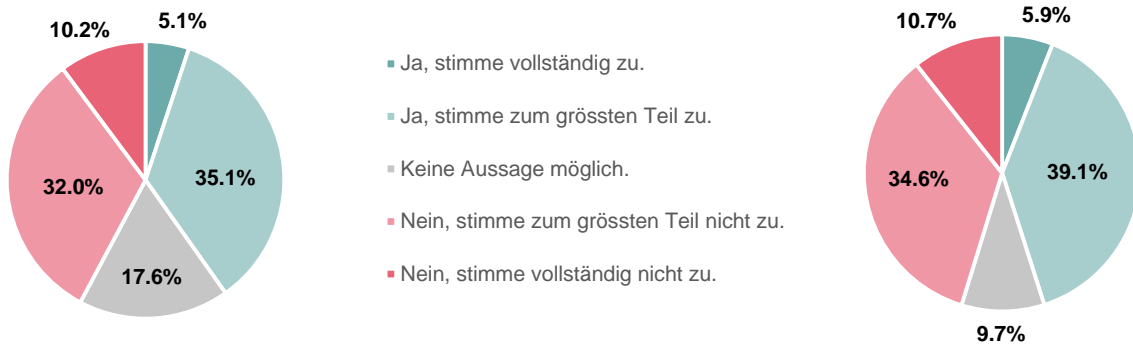 10.2%
5.1%
35.1%
17.6%
32.0%
Ja, stimme vollständig zu.
Ja, stimme zum grössten Teil zu.
Keine Aussage möglich.
Nein, stimme zum grössten Teil nicht zu.
Nein, stimme vollständig nicht zu.
10.7%
5.9%
39.1%
9.7%
34.6%